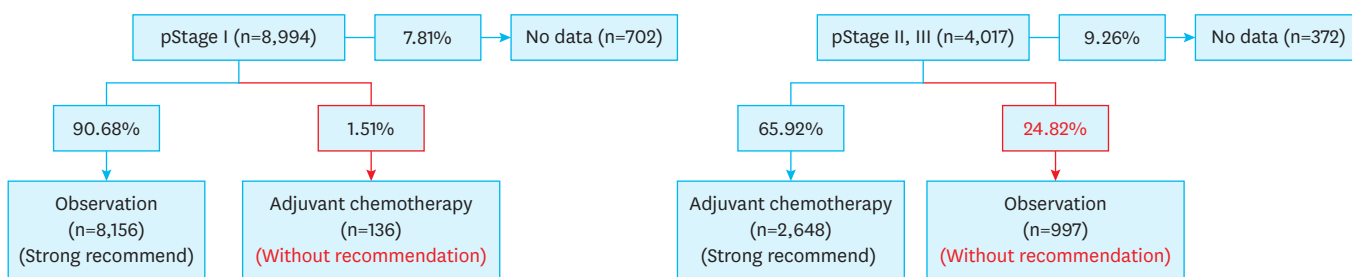 pStage I (n=8,994)
7.81%
No data (n=702)
90.68%
1.51%
Observation
(n=8,156)
(Strong recommend)
Adjuvant chemotherapy
(n=136)
(Without recommendation)
pStage II, III (n=4,017)
9.26%
No data (n=372)
65.92%
24.82%
Adjuvant chemotherapy
(n=2,648)
(Strong recommend)
Observation
(n=997)
(Without recommendation)